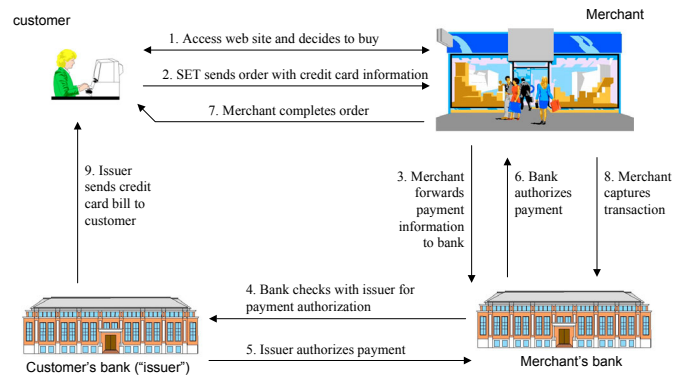 customer
Merchant
1. Access web site and decides to buy
2. SET sends order with credit card information
7. Merchant completes order
9. Issuer
sends credit
card bill to
customer
3. Merchant
forwards
payment
information
to bank
6. Bank
authorizes
payment
8. Merchant
captures
transaction
4. Bank checks with issuer for
payment authorization
5. Issuer authorizes payment
Customer's bank ("issuer")
Merchant's bank